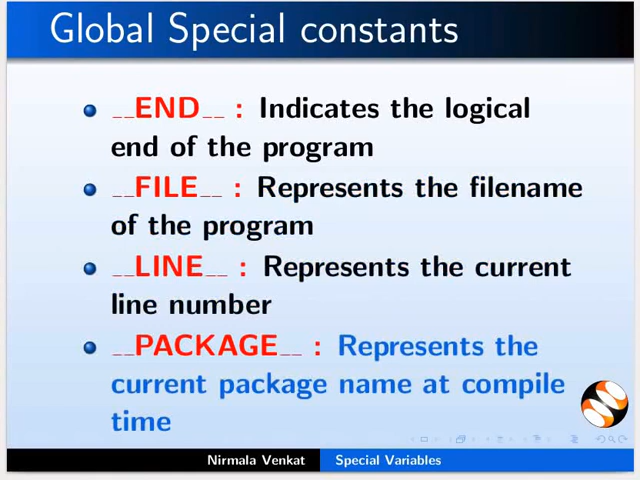 Global Special constants
__END__ : Indicates the logical
end of the program
__FILE__ : Represents the filename
of the program
__LINE__ : Represents the current
line number
__PACKAGE__ : Represents the
current package name at compile
time
Nirmala Venkat Special Variables